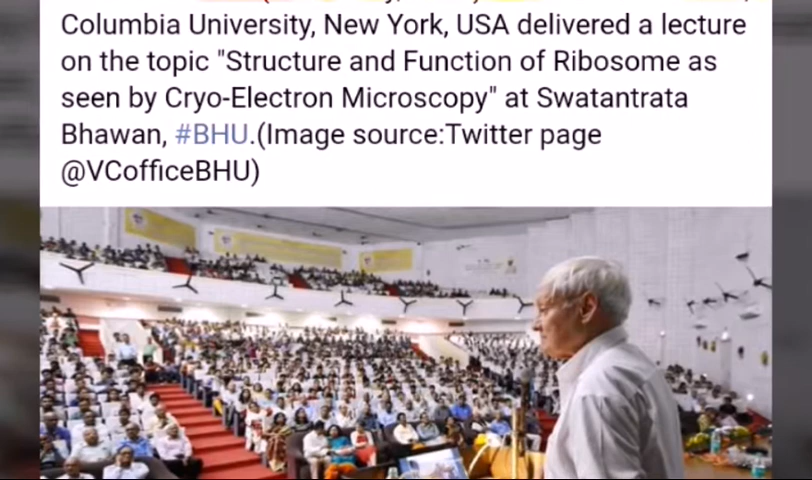 Columbia University, New York, USA delivered a lecture
on the topic "Structure and Function of Ribosome as
seen by Cryo-Electron Microscopy" at Swatantrata
Bhawan, #BHU.(Image source:Twitter page
@VCofficeBHU)